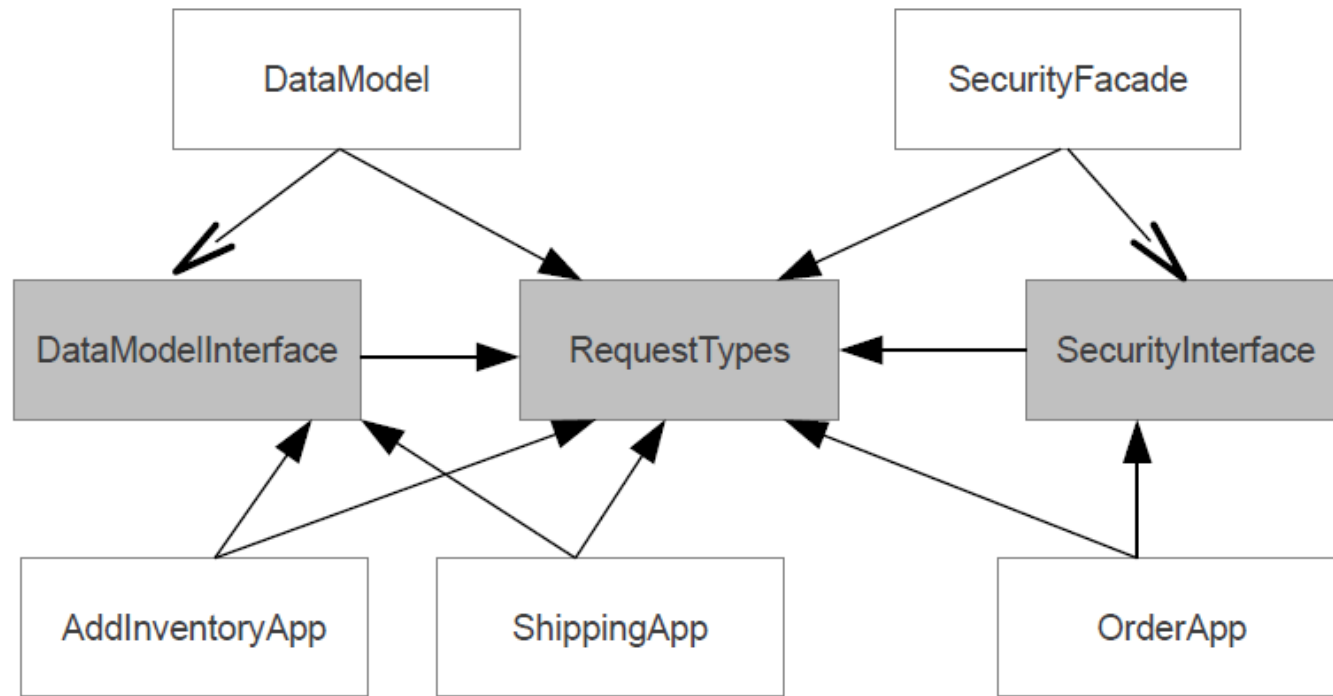 DataModel
SecurityFacade
DataModelInterface
RequestTypes
SecurityInterface
AddInventoryApp
ShippingApp
OrderApp